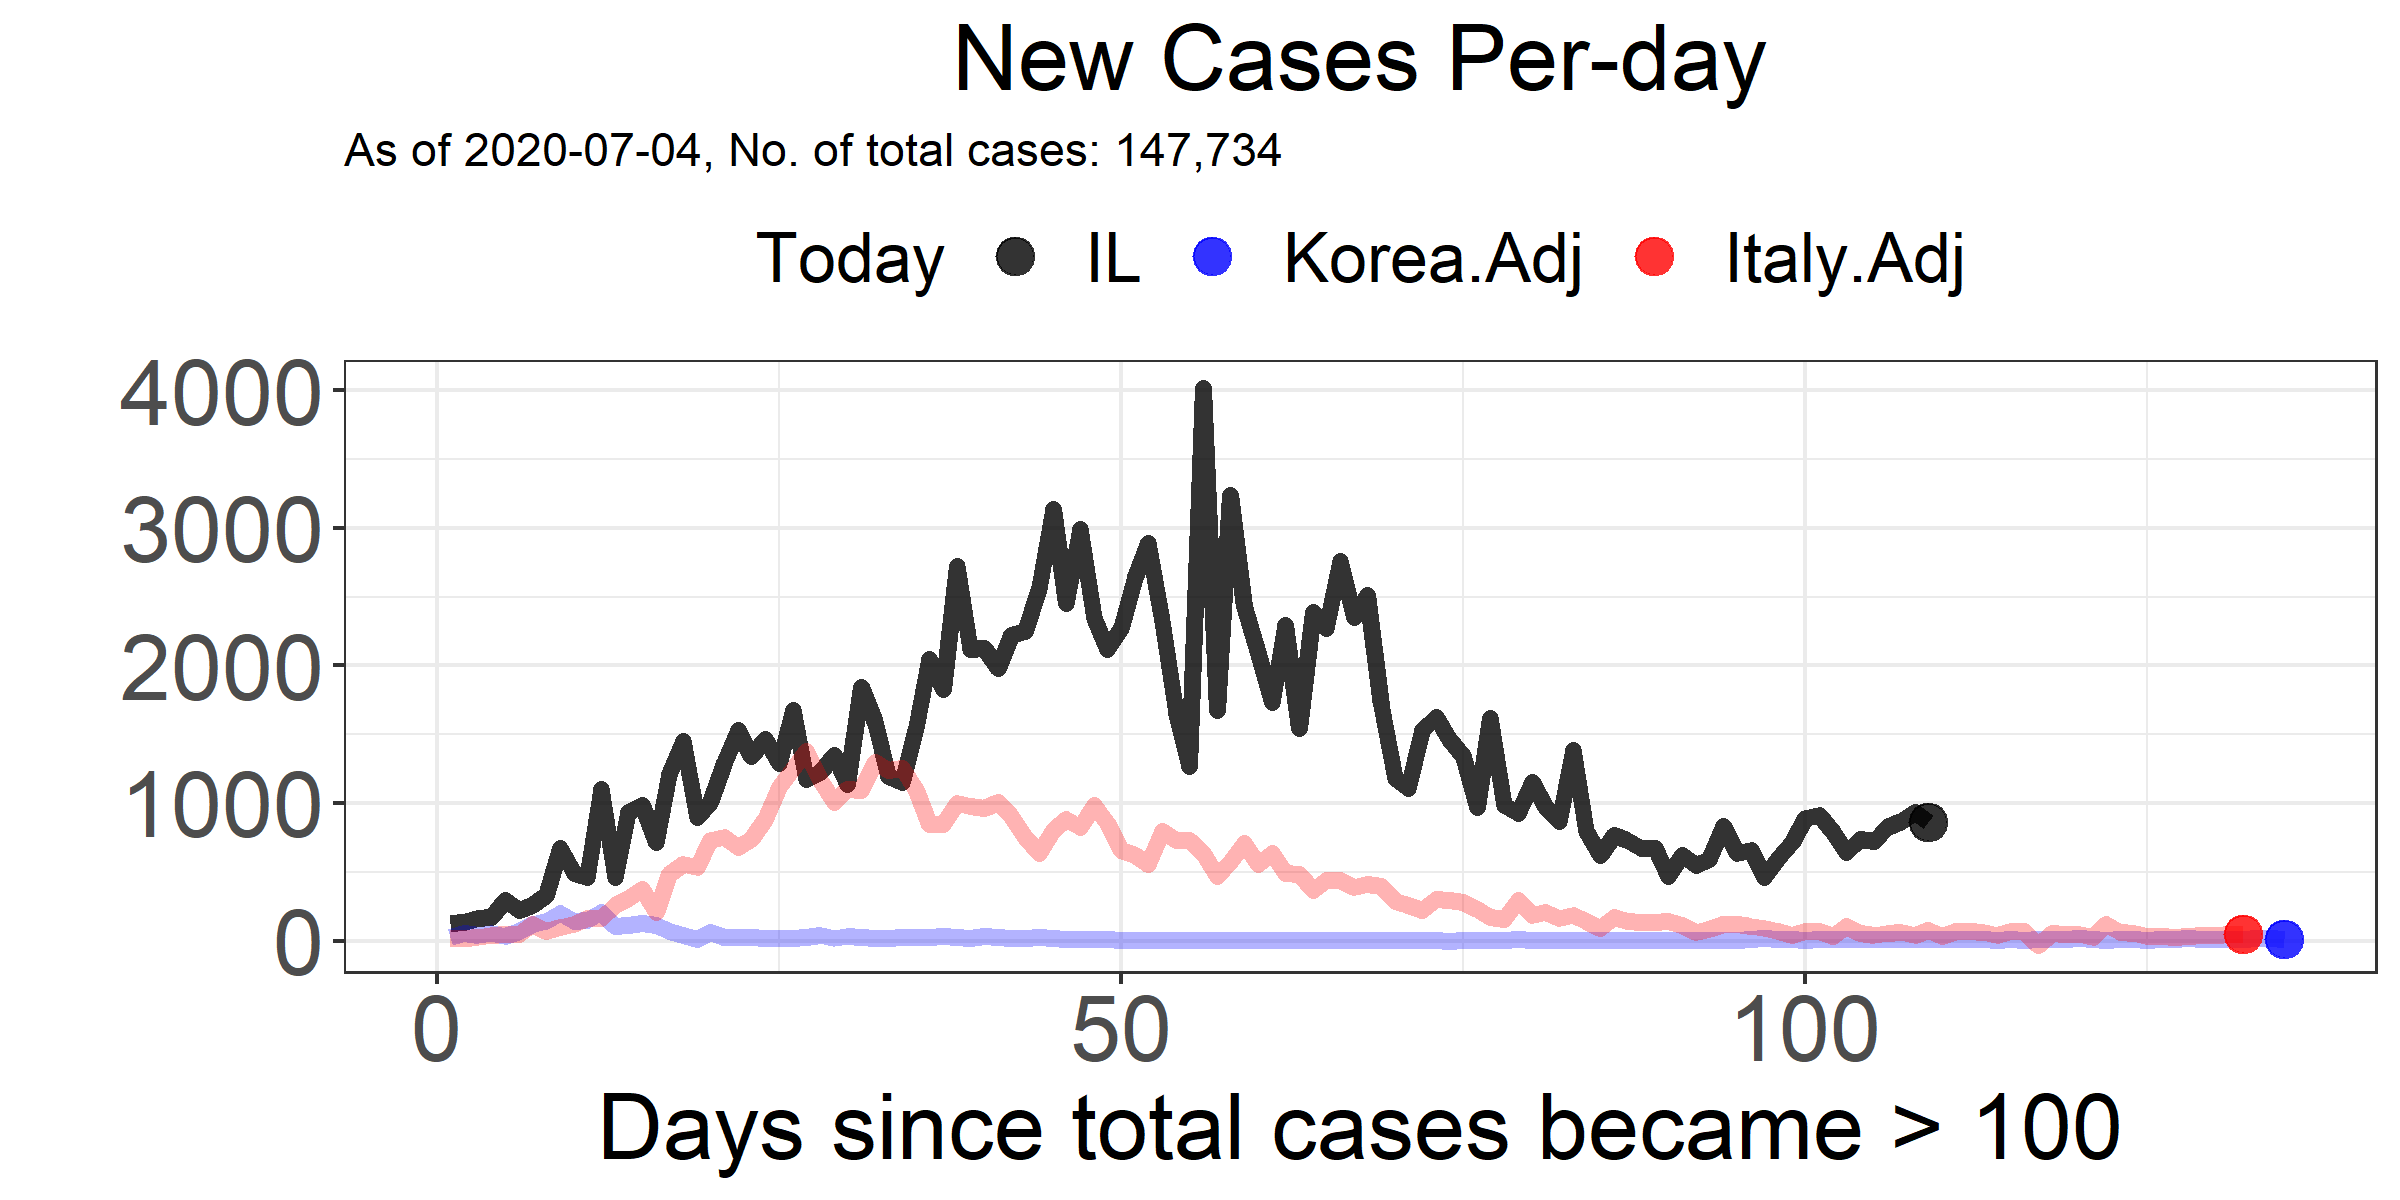 New Cases Per-day
As of 2020-07-04, No. of total cases: 147,734
Today IL Korea.Adj Italy.Adj
4000
3000
2000
1000
0
0 50 100
Days since total cases became > 100